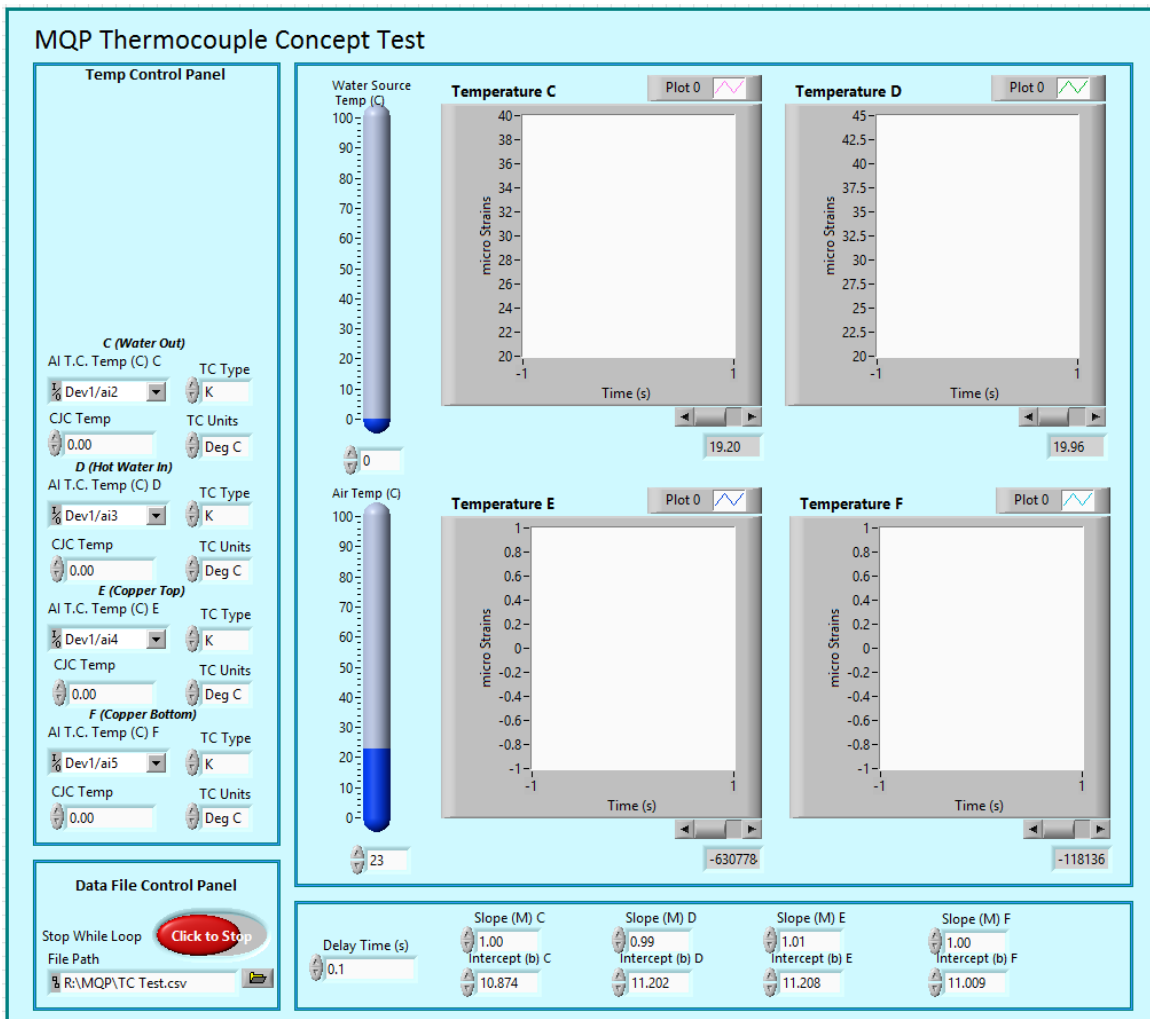 MQP Thermocouple Concept Test
Temp Control Panel
C (Water Out)
AI T.C. Temp (C) C
TC Type
Dev1/ai2
K
CJC Temp
TC Units
0.00
Deg C
D (Hot Water In)
AI T.C. Temp (C) D
TC Type
Dev1/ai3
K
CJC Temp
TC Units
0.00
Deg C
E (Copper Top)
AI T.C. Temp (C) E
TC Type
Dev1/ai4
K
CJC Temp
TC Units
0.00
Deg C
F (Copper Bottom)
AI T.C. Temp (C) F
TC Type
Dev1/ai5
K
CJC Temp
TC Units
0.00
Deg C
Water Source
Temp (C)
100
90
80
70
60
50
40
30
20
10
0
0
Temperature C
Plot 0
40
38
36
34
32
30
28
26
24
22
20
micro Strains
-1
1
Time (s)
19.20
Temperature D
Plot 0
45
42.5
40
37.5
35
32.5
30
27.5
25
22.5
20
micro Strains
-1
1
Time (s)
19.96
Air Temp (C)
100
90
80
70
60
50
40
30
20
10
0
23
Temperature E
Plot 0
1
0.8
0.6
0.4
0.2
0
-0.2
-0.4
-0.6
-0.8
-1
micro Strains
-1
1
Time (s)
-630778
Temperature F
Plot 0
1
0.8
0.6
0.4
0.2
0
-0.2
-0.4
-0.6
-0.8
-1
micro Strains
-1
1
Time (s)
-118136
Data File Control Panel
Stop While Loop
Click to Stop
File Path
R:\MQP\TC Test.csv
Delay Time (s)
0.1
Slope (M) C
1.00
Intercept (b) C
10.874
Slope (M) D
0.99
Intercept (b) D
11.202
Slope (M) E
1.01
Intercept (b) E
11.208
Slope (M) F
1.00
Intercept (b) F
11.009